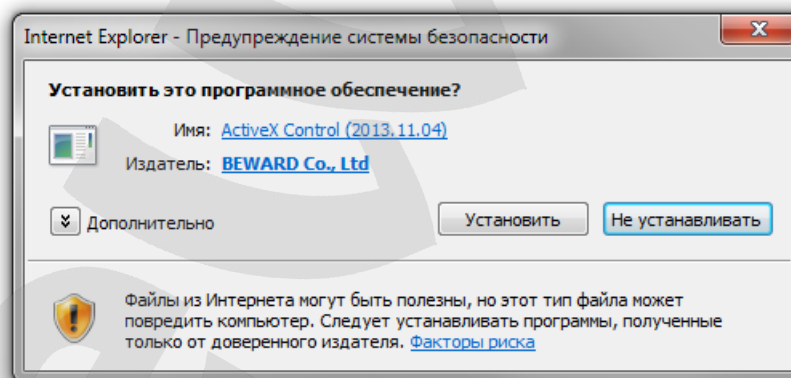 Internet Explorer - Предупреждение системы безопасности
Установить это программное обеспечение?
Имя: ActiveX Control (2013.11.04)
Издатель: BEWARD Co., Ltd
Дополнительно
Установить
Не устанавливать
Файлы из Интернета могут быть полезны, но этот тип файла может
повредить компьютер. Следует устанавливать программы, полученные
только от доверенного издателя. Факторы риска